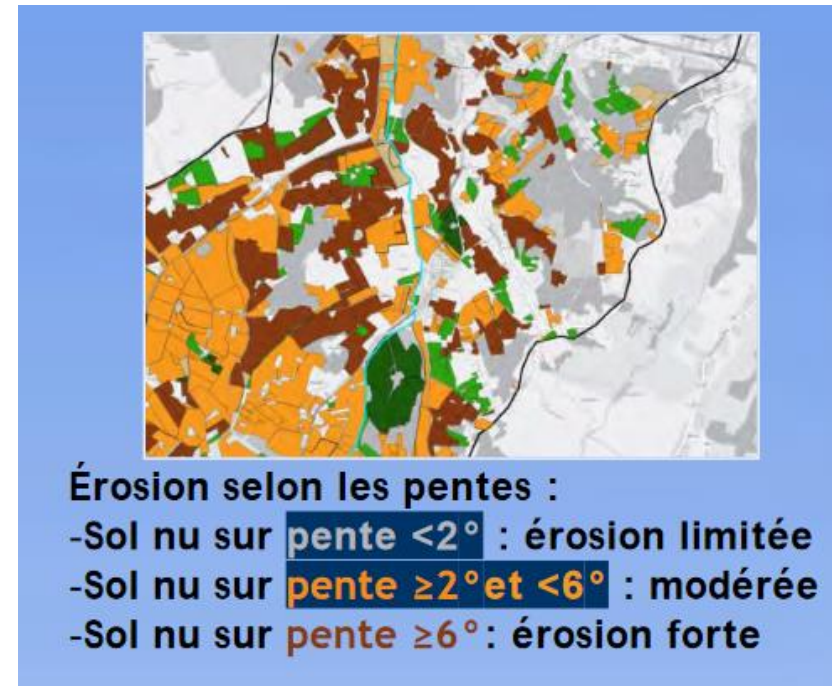 Érosion selon les pentes :
-Sol nu sur pente <2° : érosion limitée
-Sol nu sur pente ≥2°et <6° : modérée
-Sol nu sur pente ≥6°: érosion forte